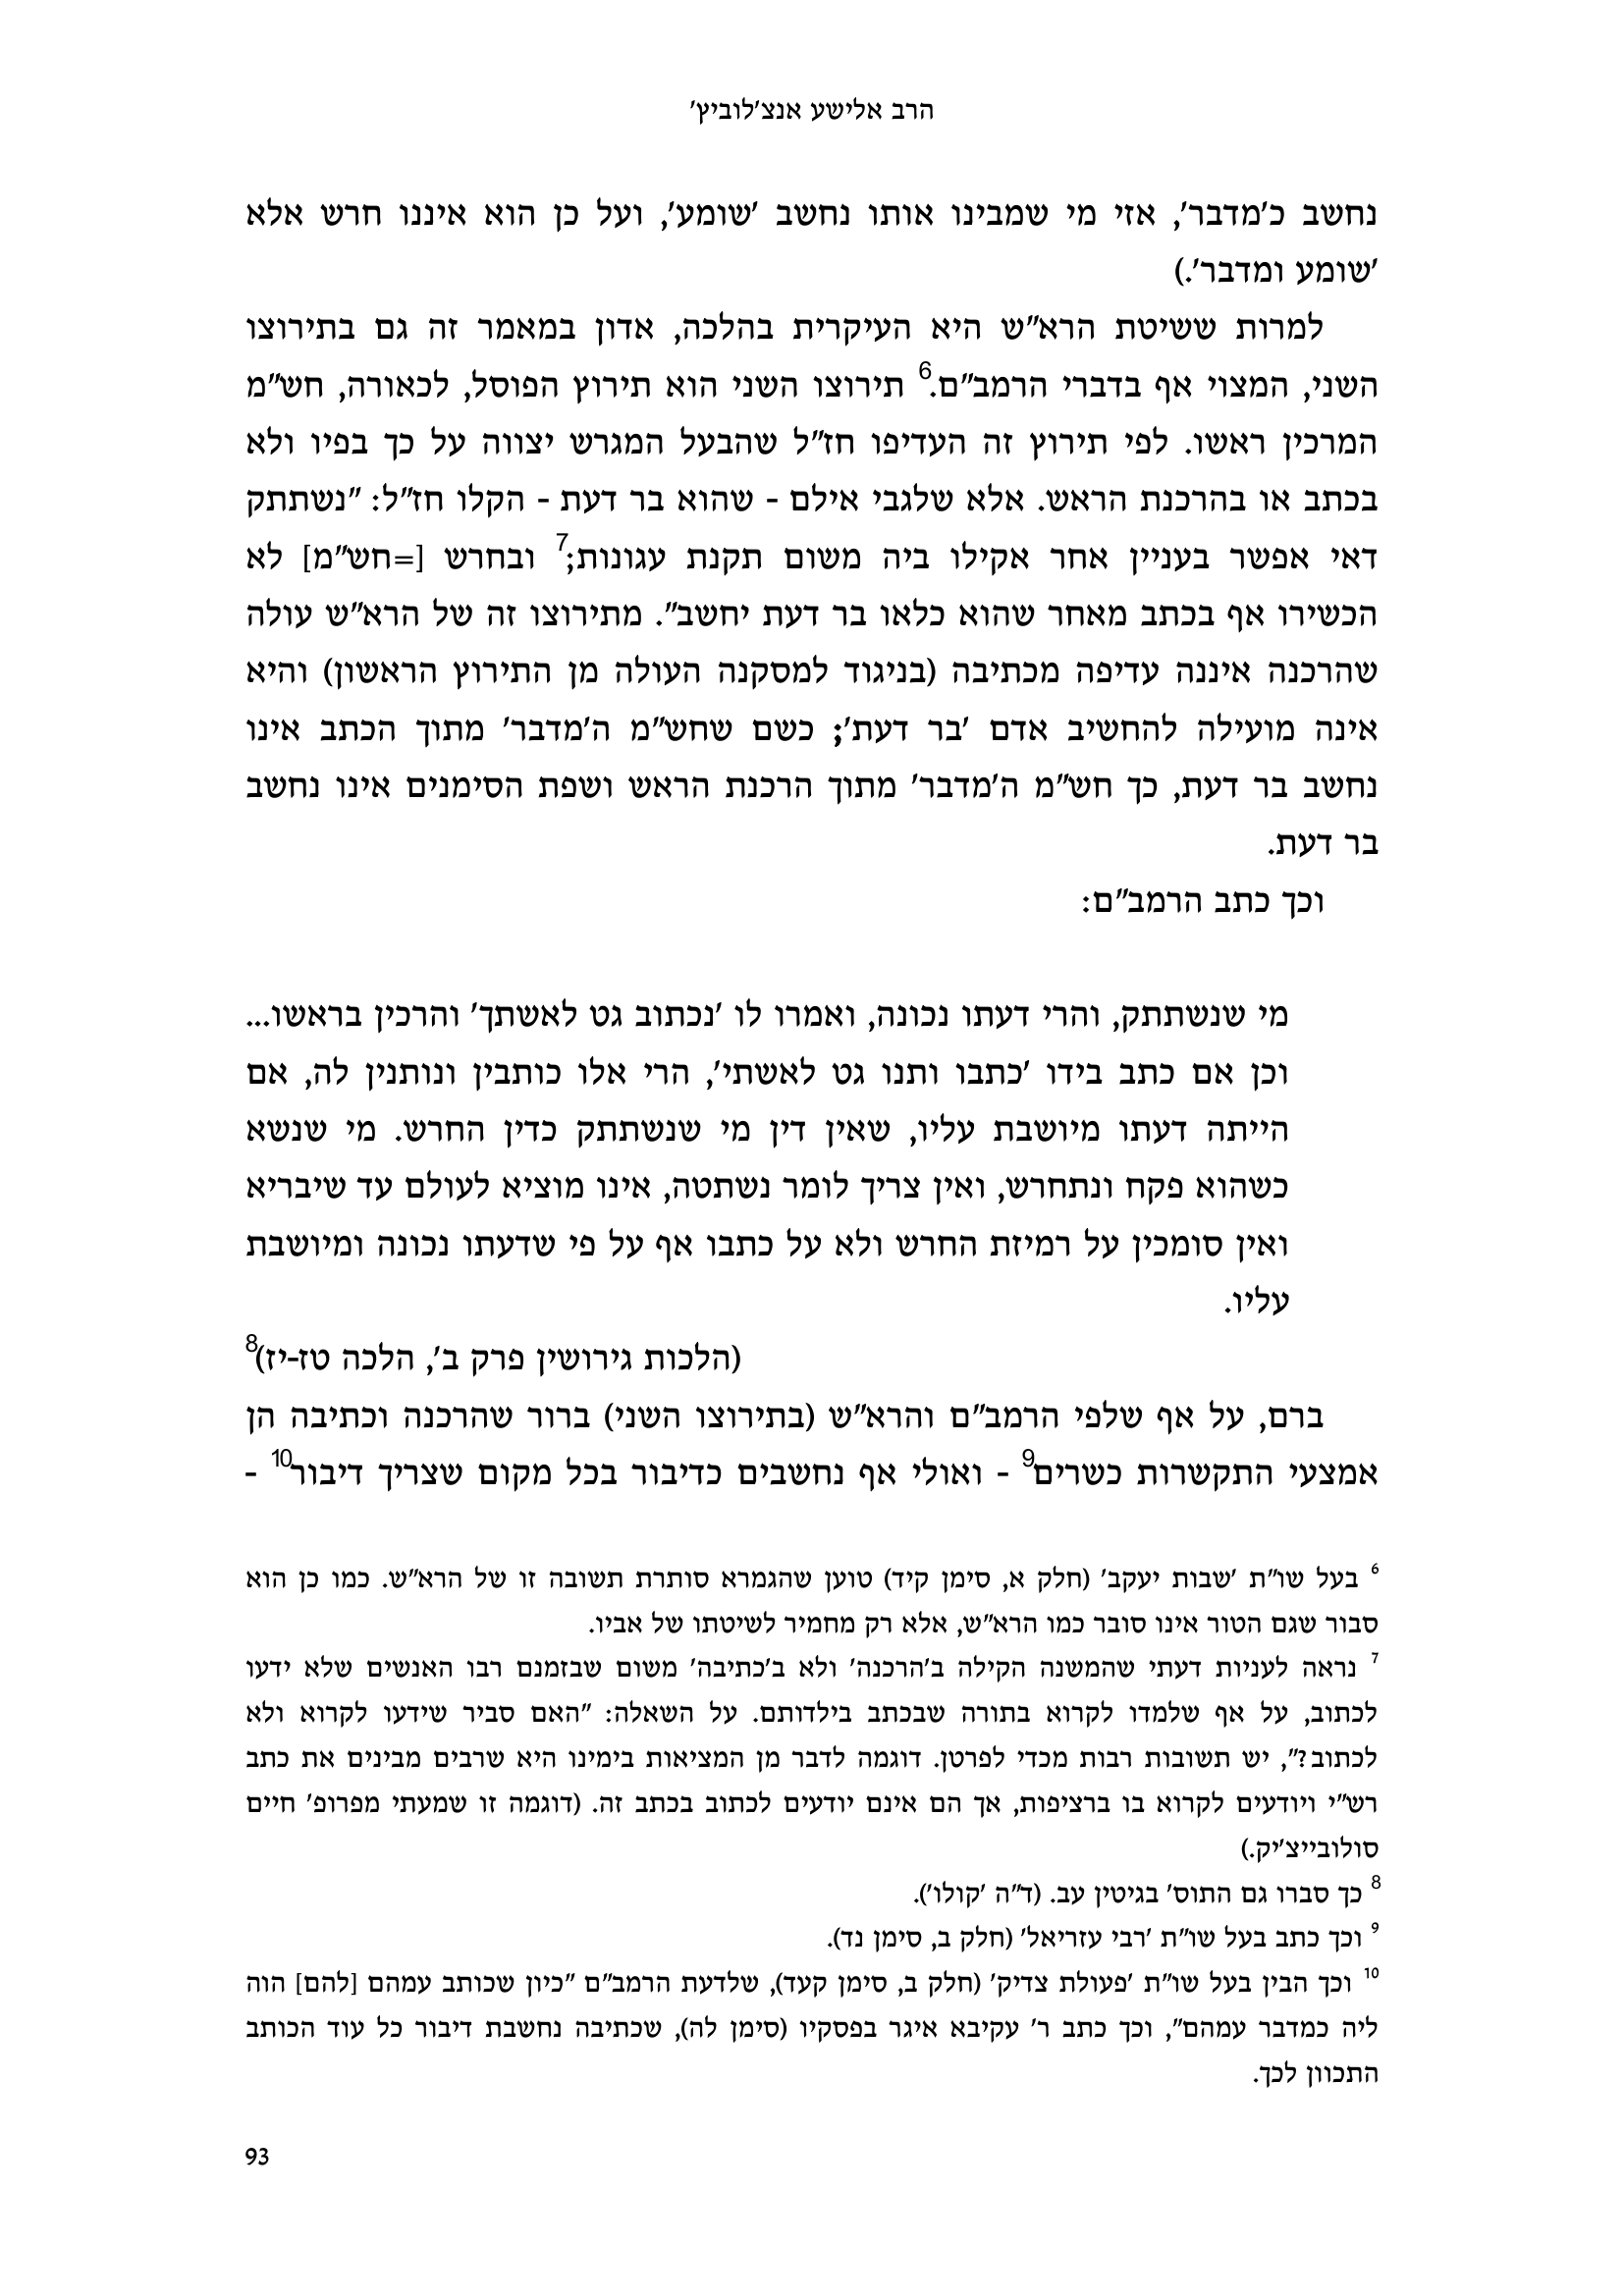 הרב אלישע אנצ'לוביץ'
נחשב כ'מדבר', אזי מי שמבינו אותו נחשב 'שומע', ועל כן הוא איננו חרש אלא
'שומע ומדבר'.)
למרות ששיטת הרא"ש היא העיקרית בהלכה, אדון במאמר זה גם בתירוצו
השני, המצוי אף בדברי הרמב"ם.6 תירוצו השני הוא תירוץ הפוסל, לכאורה, חש"מ
המרכין ראשו. לפי תירוץ זה העדיפו חז"ל שהבעל המגרש יצווה על כך בפיו ולא
בכתב או בהרכנת הראש. אלא שלגבי אילם - שהוא בר דעת - הקלו חז"ל: "נשתתק
דאי אפשר בעניין אחר אקילו ביה משום תקנת עגונות;7 ובחרש [=חש"מ] לא
הכשירו אף בכתב מאחר שהוא כלאו בר דעת יחשב". מתירוצו זה של הרא"ש עולה
שהרכנה איננה עדיפה מכתיבה (בניגוד למסקנה העולה מן התירוץ הראשון) והיא
אינה מועילה להחשיב אדם 'בר דעת'; כשם שחש"מ ה'מדבר' מתוך הכתב אינו
נחשב בר דעת, כך חש"מ ה'מדבר' מתוך הרכנת הראש ושפת הסימנים אינו נחשב
בר דעת.
וכך כתב הרמב"ם:
מי שנשתתק, והרי דעתו נכונה, ואמרו לו 'נכתוב גט לאשתך' והרכין בראשו...
וכן אם כתב בידו 'כתבו ותנו גט לאשתי', הרי אלו כותבין ונותנין לה, אם
הייתה דעתו מיושבת עליו, שאין דין מי שנשתתק כדין החרש. מי שנשא
כשהוא פקח ונתחרש, ואין צריך לומר נשתטה, אינו מוציא לעולם עד שיבריא
ואין סומכין על רמיזת החרש ולא על כתבו אף על פי שדעתו נכונה ומיושבת
עליו.
(הלכות גירושין פרק ב', הלכה טז-יז)8
ברם, על אף שלפי הרמב"ם והרא"ש (בתירוצו השני) ברור שהרכנה וכתיבה הן
אמצעי התקשרות כשרים9 - ואולי אף נחשבים כדיבור בכל מקום שצריך דיבור10 -
6 בעל שו"ת 'שבות יעקב' (חלק א, סימן קיד) טוען שהגמרא סותרת תשובה זו של הרא"ש. כמו כן הוא
סבור שגם הטור אינו סובר כמו הרא"ש, אלא רק מחמיר לשיטתו של אביו.
7 נראה לעניות דעתי שהמשנה הקילה ב'הרכנה' ולא ב'כתיבה' משום שבזמנם רבו האנשים שלא ידעו
לכתוב, על אף שלמדו לקרוא בתורה שבכתב בילדותם. על השאלה: "האם סביר שידעו לקרוא ולא
לכתוב?", יש תשובות רבות מכדי לפרטן. דוגמה לדבר מן המציאות בימינו היא שרבים מבינים את כתב
רש"י ויודעים לקרוא בו ברציפות, אך הם אינם יודעים לכתוב בכתב זה. (דוגמה זו שמעתי מפרופ' חיים
סולובייצ'יק.)
8 כך סברו גם התוס' בגיטין עב. (ד"ה 'קולו').
9 וכך כתב בעל שו"ת 'רבי עזריאל' (חלק ב, סימן נד).
10 וכך הבין בעל שו"ת 'פעולת צדיק' (חלק ב, סימן קעד), שלדעת הרמב"ם "כיון שכותב עמהם [להם] הוה
ליה כמדבר עמהם", וכך כתב ר' עקיבא איגר בפסקיו (סימן לה), שכתיבה נחשבת דיבור כל עוד הכותב
התכוון לכך.
93